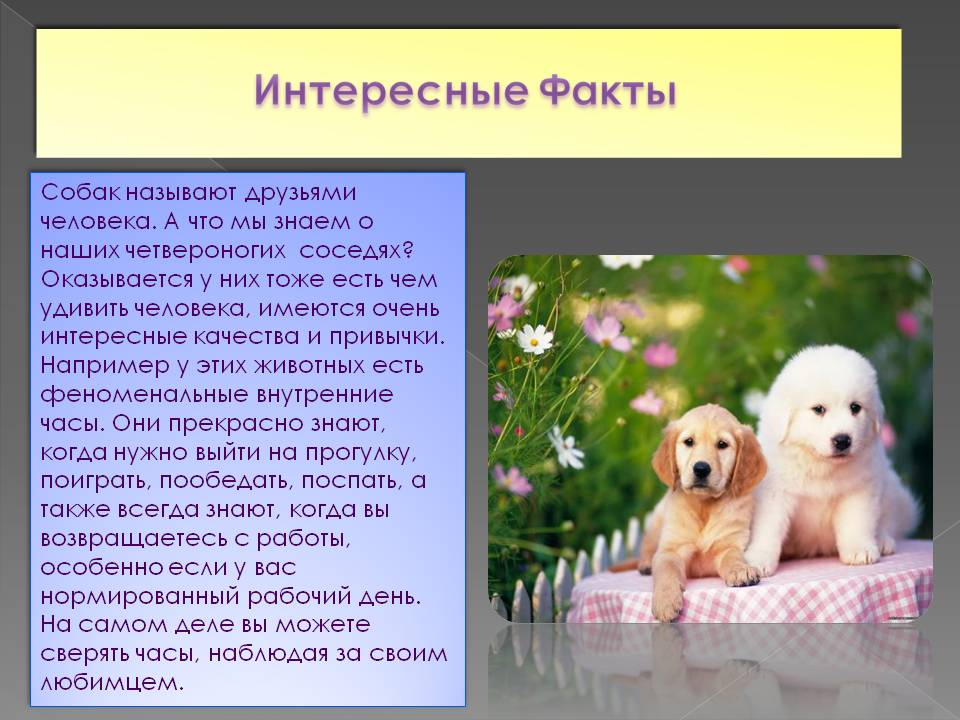 Интересные Факты
Собак называют друзьями
человека. А что мы знаем о
наших четвероногих  соседях?
Оказывается у них тоже есть чем
удивить человека, имеются очень
интересные качества и привычки.
Например у этих животных есть
феноменальные внутренние
часы. Они прекрасно знают,
когда нужно выйти на прогулку,
поиграть, пообедать, поспать, а
также всегда знают, когда вы
возвращаетесь с работы,
особенно если у вас
нормированный рабочий день.
На самом деле вы можете
сверять часы, наблюдая за своим
любимцем.